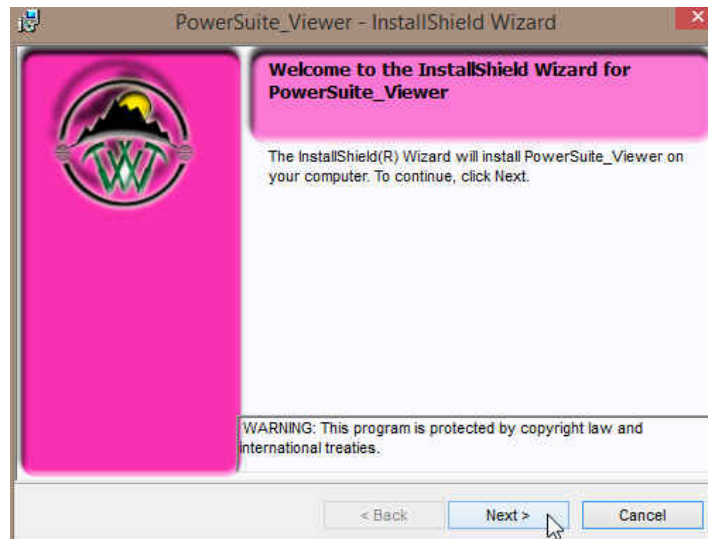 PowerSuite_Viewer - InstallShield Wizard
Welcome to the InstallShield Wizard for
PowerSuite_Viewer
The InstallShield(R) Wizard will install PowerSuite_Viewer on
your computer. To continue, click Next.
WARNING: This program is protected by copyright law and
international treaties.
< Back
Next >
Cancel